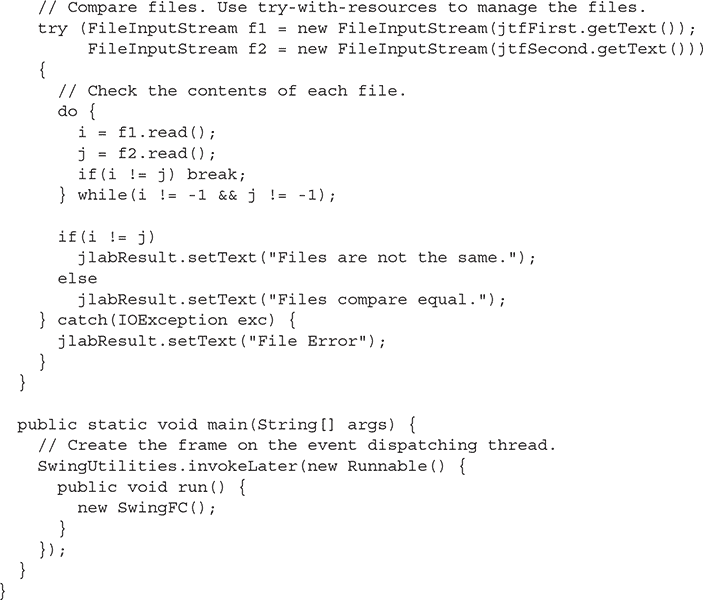 // Compare files. Use try-with-resources to manage the files.
try (FileInputStream f1 = new FileInputStream(jtfFirst.getText());
FileInputStream f2 = new FileInputStream(jtfSecond.getText()))
{
// Check the contents of each file.
do {
i = f1.read();
j = f2.read();
if(i != j) break;
} while(i != -1 && j != -1);
if(i != j)
jlabResult.setText("Files are not the same.");
else
jlabResult.setText("Files compare equal.");
} catch(IOException exc) {
jlabResult.setText("File Error");
}
}
public static void main(String[] args) {
// Create the frame on the event dispatching thread.
SwingUtilities.invokeLater(new Runnable() {
public void run() {
new SwingFC();
}
});
}
}